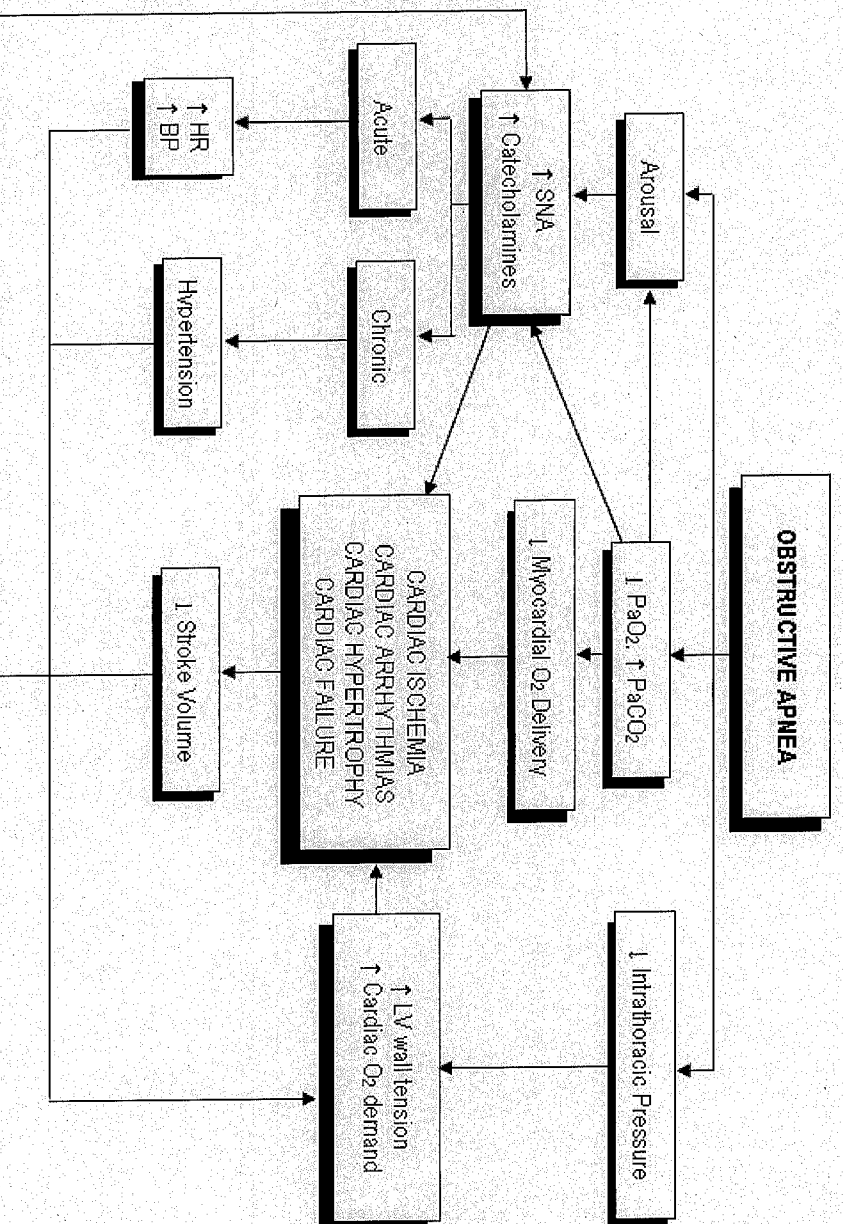 OBSTRUCTIVE APNEA
Arousal
↓ PaO₂. ↑ PaCO₂
↓ Intrathoracic Pressure
↑ SNA
↑ Catecholamines
↓ Myocardial O₂ Delivery
Acute
Chronic
CARDIAC ISCHEMIA
CARDIAC ARRHYTHMIAS
CARDIAC HYPERTROPHY
CARDIAC FAILURE
↑ LV wall tension
↑ Cardiac O₂ demand
↑ HR
↑ BP
Hypertension
↓ Stroke Volume